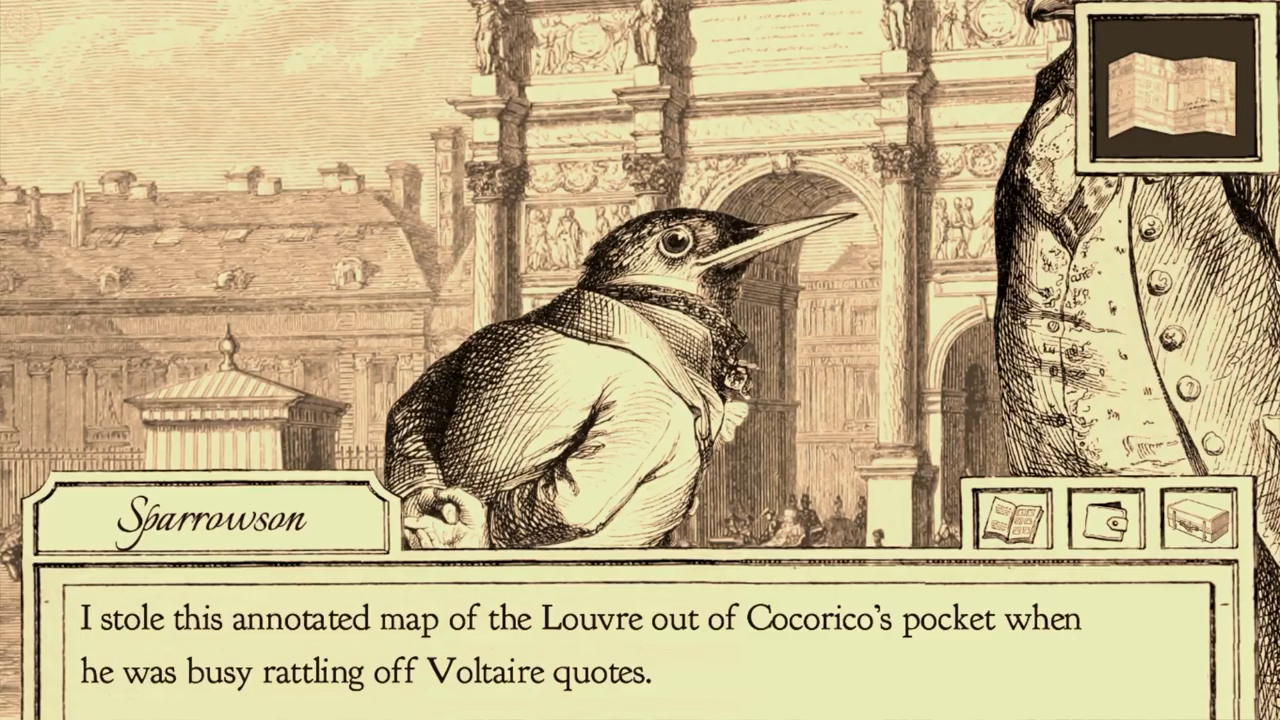 Sparrowson
I stole this annotated map of the Louvre out of Cocorico's pocket when
he was busy rattling off Voltaire quotes.